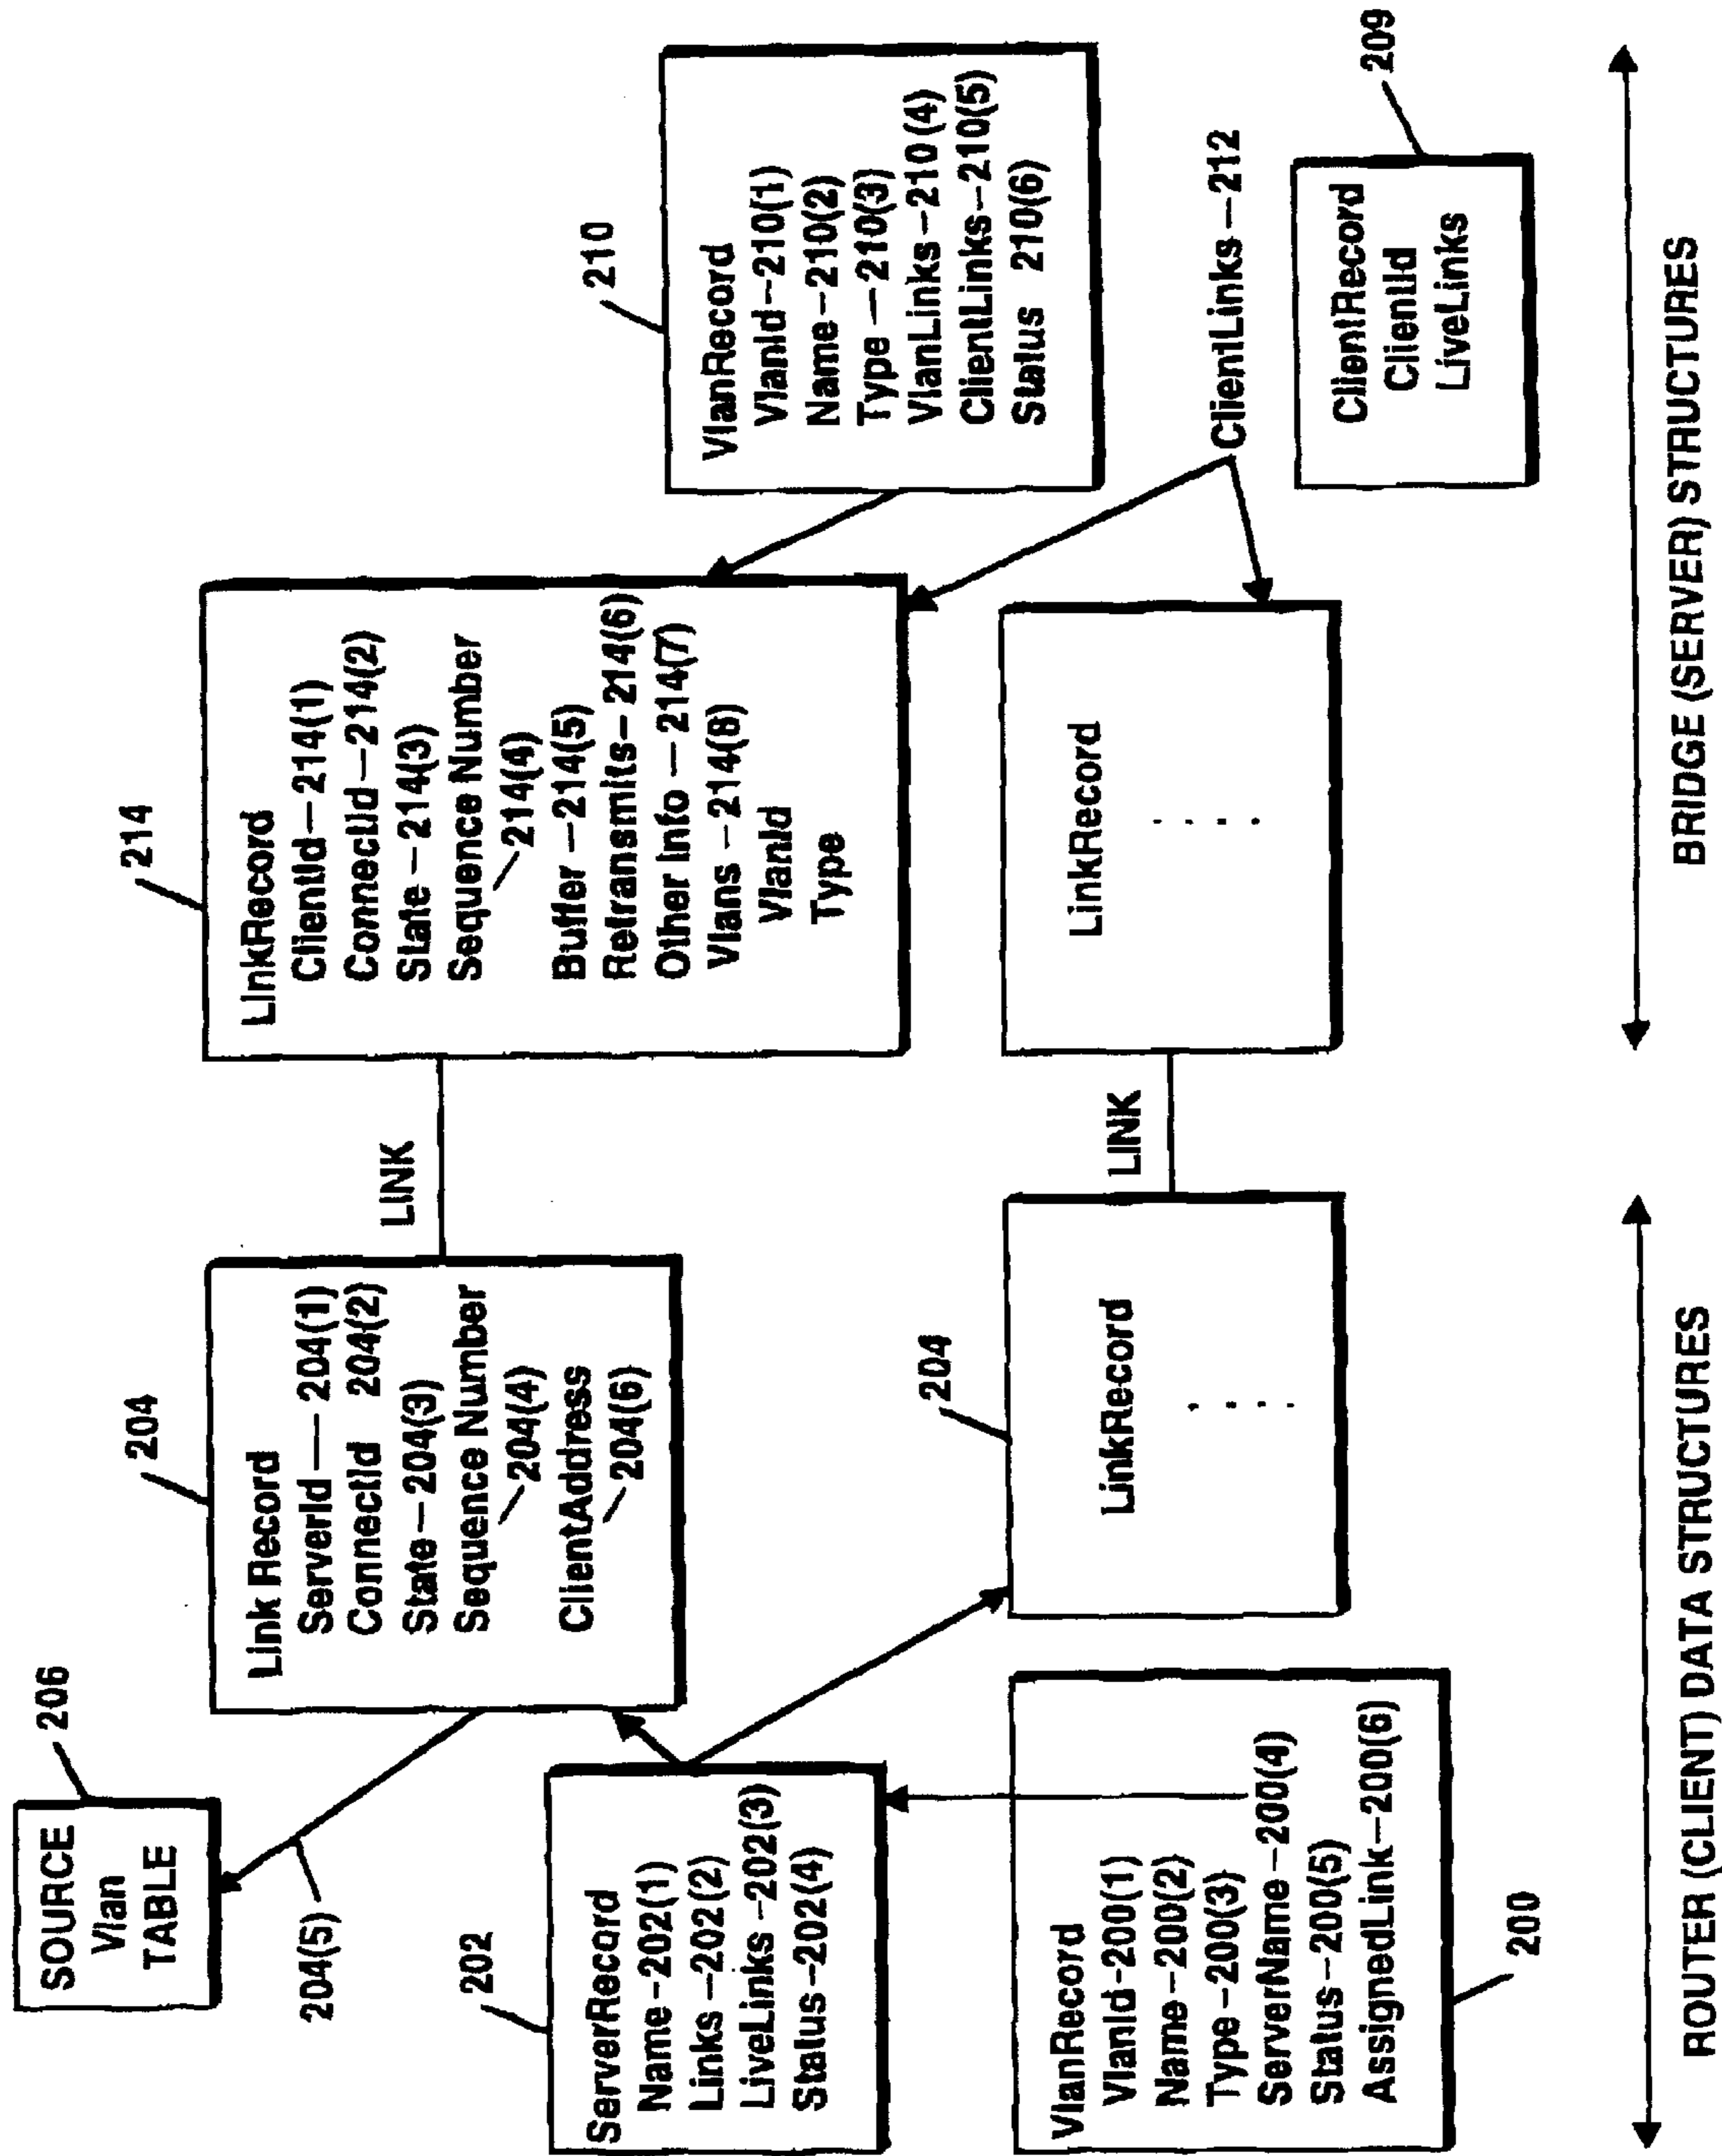 206
SOURCE
Vlan
TABLE
204(5)
204
Link Record
ServerId — 204(1)
ConnectId 204(2)
State – 204(3)
Sequence Number
204(4)
ClientAddress
204(6)
LINK
214
LinkRecord
ClientId – 214(1)
ConnectId – 214(2)
State – 214(3)
Sequence Number
214(4)
Buffer – 214(5)
Retransmits – 214(6)
Other Info – 214(7)
Vlans – 214(8)
VlanId
Type
210
VlanRecord
VlanId – 210(1)
Name – 210(2)
Type – 210(3)
VlanLinks – 210(4)
ClientLinks – 210(5)
Status 210(6)
202
ServerRecord
Name – 202(1)
Links – 202(2)
LiveLinks – 202(3)
Status – 202(4)
VlanRecord
VlanId – 200(1)
Name – 200(2)
Type – 200(3)
ServerName – 200(4)
Status – 200(5)
AssignedLink – 200(6)
200
204
LinkRecord
. . . .
LINK
LinkRecord
. . . .
ClientLinks – 212
209
ClientRecord
ClientId
LiveLinks
ROUTER (CLIENT) DATA STRUCTURES
BRIDGE (SERVER) STRUCTURES